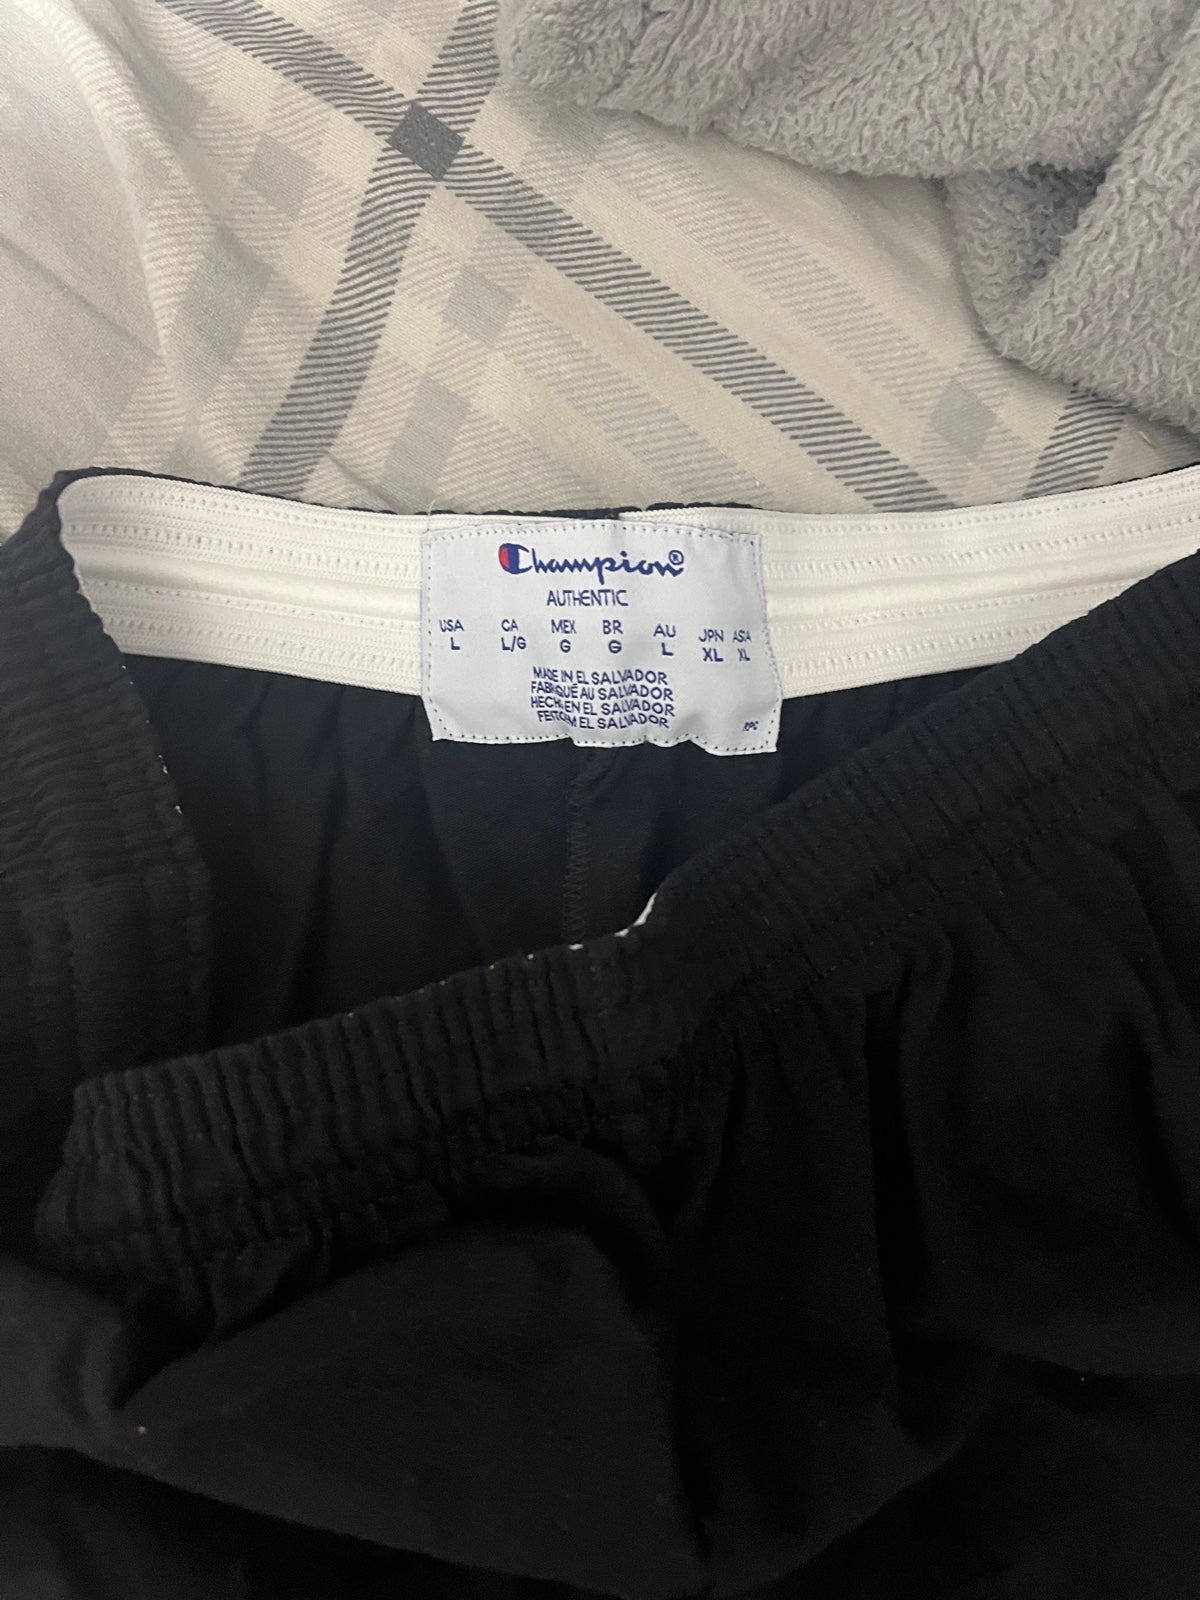 Champion®
AUTHENTIC
USA CA MEX BR AU JPN ASIA
L L/G G G L XL XL
MADE IN EL SALVADOR
FABRIQUÉ AU SALVADOR
HECHO EN EL SALVADOR
FEITO EM EL SALVADOR
RPC